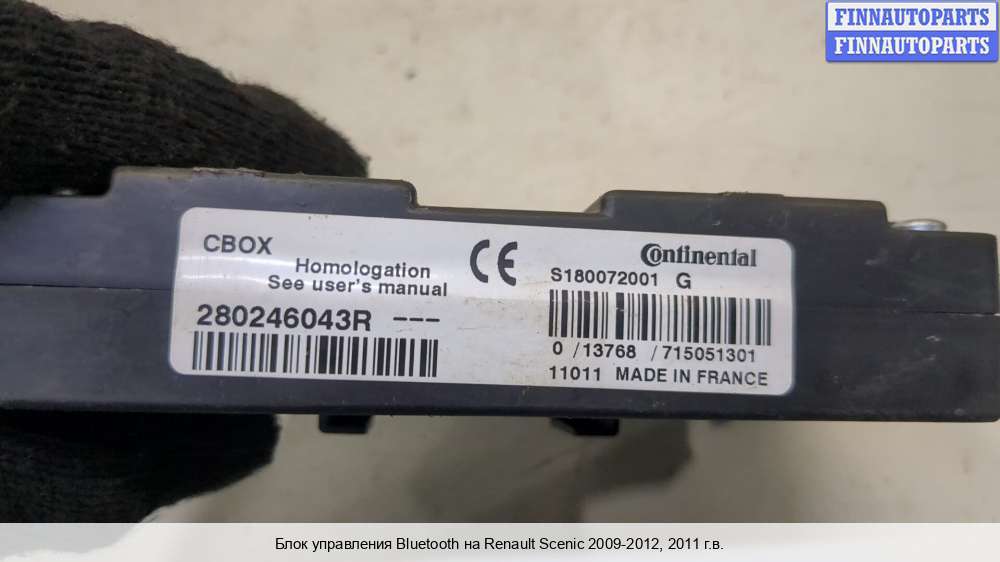 FINNAUTOPARTS
FINNAUTOPARTS
CBOX
Homologation
See user's manual
280246043R ---
CE
Continental
S180072001 G
0 /13768 /715051301
11011 MADE IN FRANCE
Блок управления Bluetooth на Renault Scenic 2009-2012, 2011 г.в.